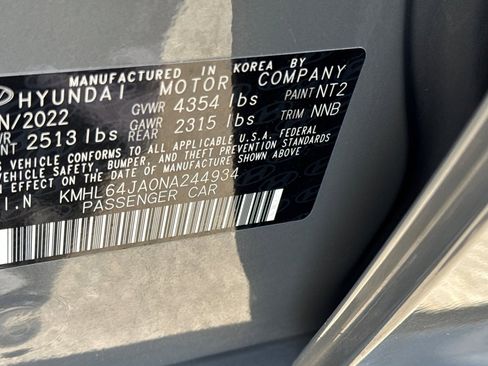 MANUFACTURED IN KOREA BY
HYUNDAI MOTOR COMPANY
N/2022 GVWR 4354 lbs PAINT NT2
WR 2513 lbs GAWR REAR 2315 lbs TRIM NNB
S VEHICLE CONFORMS TO ALL APPLICABLE U.S.A. FEDERAL
VEHICLE SAFETY, BUMPER, AND THEFT PREVENTION STANDARDS
N EFFECT ON THE DATE OF MANUFACTURE SHOWN ABOVE.
I.N KMHL64JA0NA244934
PASSENGER CAR